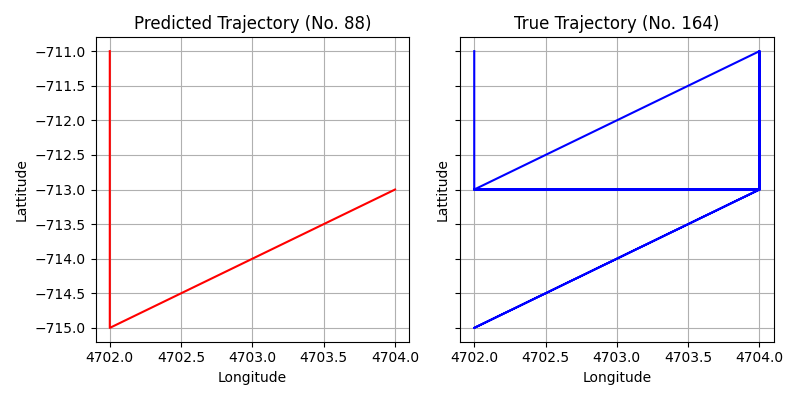 Predicted Trajectory (No. 88)
True Trajectory (No. 164)
−711.0
−711.5
−712.0
−712.5
−713.0
−713.5
−714.0
−714.5
−715.0
Lattitude
Lattitude
4702.0 4702.5 4703.0 4703.5 4704.0
4702.0 4702.5 4703.0 4703.5 4704.0
Longitude
Longitude